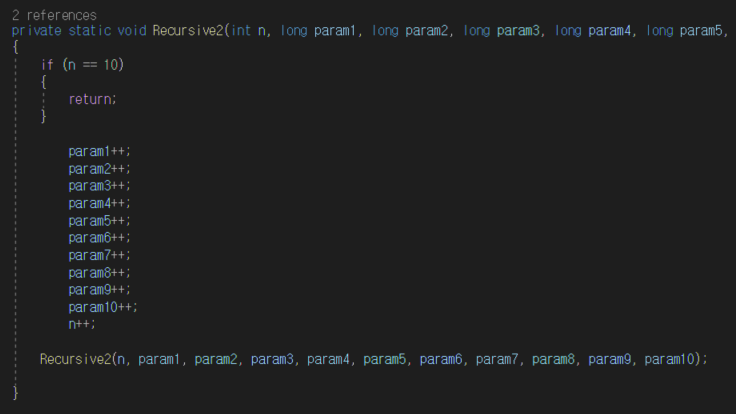 2 references
private static void Recursive2(int n, long param1, long param2, long param3, long param4, long param5,
{
if (n == 10)
{
return;
}
param1++;
param2++;
param3++;
param4++;
param5++;
param6++;
param7++;
param8++;
param9++;
param10++;
n++;
Recursive2(n, param1, param2, param3, param4, param5, param6, param7, param8, param9, param10);
}